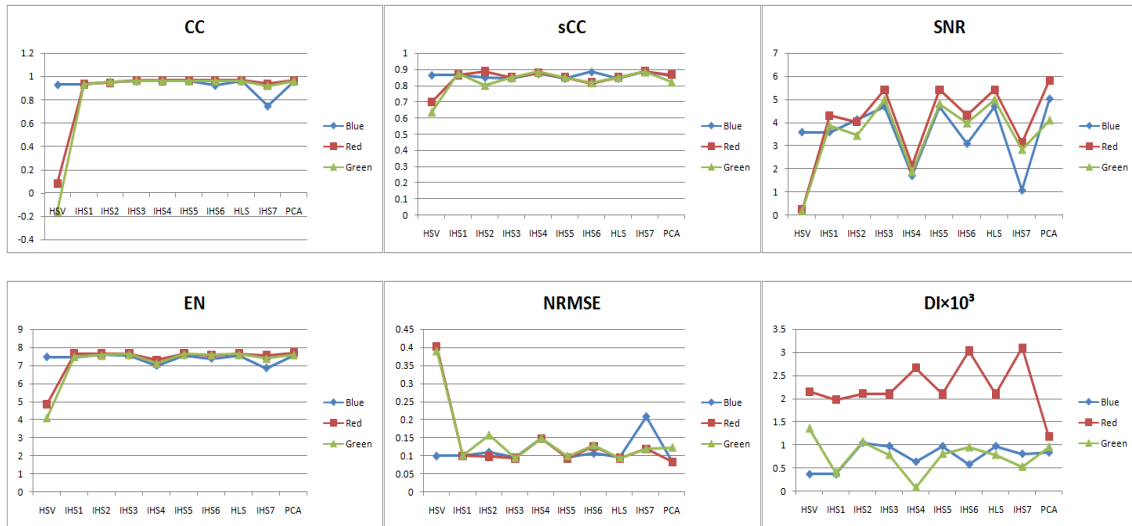 CC
1.2
1
0.8
0.6
0.4
0.2
0
-0.2
-0.4
HSV IHS1 IHS2 IHS3 IHS4 IHS5 IHS6 HLS IHS7 PCA
Blue
Red
Green
sCC
1
0.9
0.8
0.7
0.6
0.5
0.4
0.3
0.2
0.1
0
HSV IHS1 IHS2 IHS3 IHS4 IHS5 IHS6 HLS IHS7 PCA
Blue
Red
Green
SNR
7
6
5
4
3
2
1
0
HSV IHS1 IHS2 IHS3 IHS4 IHS5 IHS6 HLS IHS7 PCA
Blue
Red
Green
EN
9
8
7
6
5
4
3
2
1
0
HSV IHS1 IHS2 IHS3 IHS4 IHS5 IHS6 HLS IHS7 PCA
Blue
Red
Green
NRMSE
0.45
0.4
0.35
0.3
0.25
0.2
0.15
0.1
0.05
0
HSV IHS1 IHS2 IHS3 IHS4 IHS5 IHS6 HLS IHS7 PCA
Blue
Red
Green
DI×10³
3.5
3
2.5
2
1.5
1
0.5
0
HSV IHS1 IHS2 IHS3 IHS4 IHS5 IHS6 HLS IHS7 PCA
Blue
Red
Green